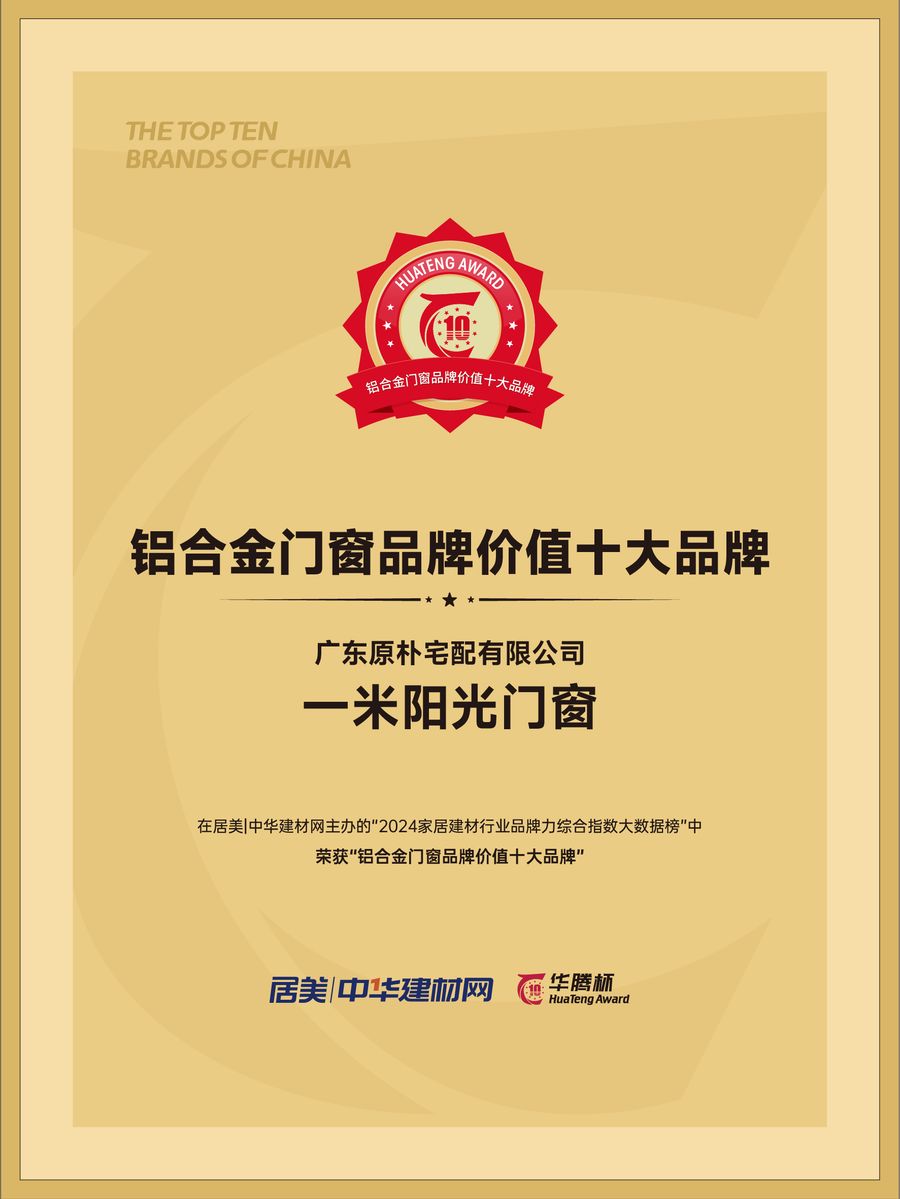 THE TOP TEN
BRANDS OF CHINA
HUATENG AWARD
10
铝合金门窗品牌价值十大品牌
铝合金门窗品牌价值十大品牌
广东原朴宅配有限公司
一米阳光门窗
在居美|中华建材网主办的“2024家居建材行业品牌力综合指数大数据榜”中
荣获“铝合金门窗品牌价值十大品牌”
居美|中华建材网
10 华腾杯
HuaTeng Award